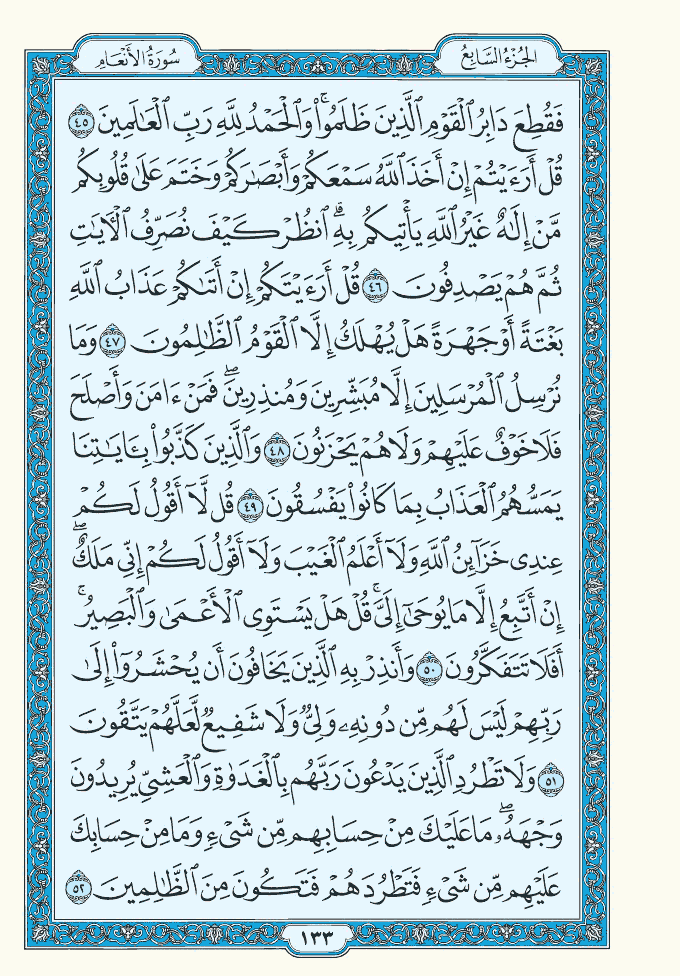 الجُزْءُ السَّابِعُ
سُورَةُ الأَنْعَامِ
فَقُطِعَ دَابِرُ ٱلْقَوْمِ ٱلَّذِينَ ظَلَمُوا۟ ۚ وَٱلْحَمْدُ لِلَّهِ رَبِّ ٱلْعَـٰلَمِينَ ٤٥
قُلْ أَرَءَيْتُمْ إِنْ أَخَذَ ٱللَّهُ سَمْعَكُمْ وَأَبْصَـٰرَكُمْ وَخَتَمَ عَلَىٰ قُلُوبِكُم
مَّنْ إِلَـٰهٌ غَيْرُ ٱللَّهِ يَأْتِيكُم بِهِ ۗ ٱنظُرْ كَيْفَ نُصَرِّفُ ٱلْـَٔايَـٰتِ
ثُمَّ هُمْ يَصْدِفُونَ ٤٦ قُلْ أَرَءَيْتَكُمْ إِنْ أَتَىٰكُمْ عَذَابُ ٱللَّهِ
بَغْتَةً أَوْ جَهْرَةً هَلْ يُهْلَكُ إِلَّا ٱلْقَوْمُ ٱلظَّـٰلِمُونَ ٤٧ وَمَا
نُرْسِلُ ٱلْمُرْسَلِينَ إِلَّا مُبَشِّرِينَ وَمُنذِرِينَ ۖ فَمَنْ ءَامَنَ وَأَصْلَحَ
فَلَا خَوْفٌ عَلَيْهِمْ وَلَا هُمْ يَحْزَنُونَ ٤٨ وَٱلَّذِينَ كَذَّبُوا۟ بِـَٔايَـٰتِنَا
يَمَسُّهُمُ ٱلْعَذَابُ بِمَا كَانُوا۟ يَفْسُقُونَ ٤٩ قُل لَّآ أَقُولُ لَكُمْ
عِندِى خَزَآئِنُ ٱللَّهِ وَلَآ أَعْلَمُ ٱلْغَيْبَ وَلَآ أَقُولُ لَكُمْ إِنِّى مَلَكٌ ۖ
إِنْ أَتَّبِعُ إِلَّا مَا يُوحَىٰٓ إِلَىَّ ۚ قُلْ هَلْ يَسْتَوِى ٱلْأَعْمَىٰ وَٱلْبَصِيرُ ۚ
أَفَلَا تَتَفَكَّرُونَ ٥٠ وَأَنذِرْ بِهِ ٱلَّذِينَ يَخَافُونَ أَن يُحْشَرُوٓا۟ إِلَىٰ
رَبِّهِمْ لَيْسَ لَهُم مِّن دُونِهِۦ وَلِىٌّ وَلَا شَفِيعٌ لَّعَلَّهُمْ يَتَّقُونَ
٥١ وَلَا تَطْرُدِ ٱلَّذِينَ يَدْعُونَ رَبَّهُم بِٱلْغَدَوٰةِ وَٱلْعَشِىِّ يُرِيدُونَ
وَجْهَهُۥ ۖ مَا عَلَيْكَ مِنْ حِسَابِهِم مِّن شَىْءٍ وَمَا مِنْ حِسَابِكَ
عَلَيْهِم مِّن شَىْءٍ فَتَطْرُدَهُمْ فَتَكُونَ مِنَ ٱلظَّـٰلِمِينَ ٥٢
١٣٣